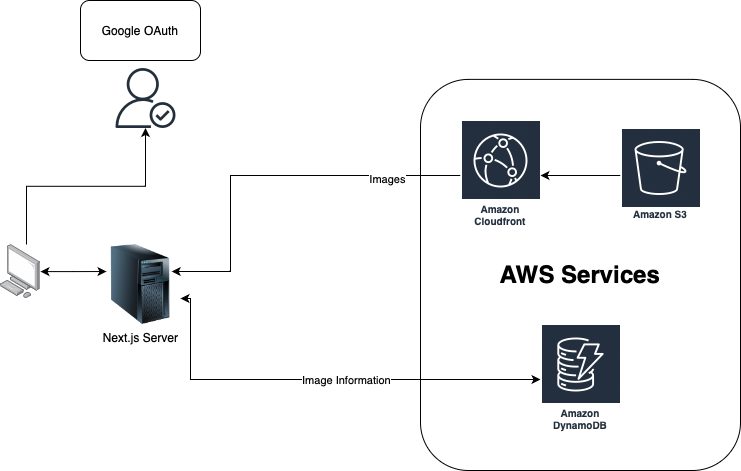 Google OAuth
Images
Amazon
Cloudfront
Amazon S3
AWS Services
Next.js Server
Image Information
Amazon
DynamoDB